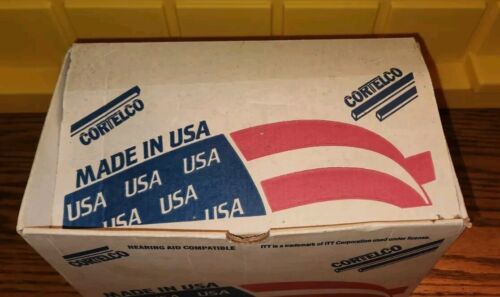 CORTELCO
CORTELCO
MADE IN USA
USA USA USA
USA USA USA
HEARING AID COMPATIBLE
ITT is a trademark of ITT Corporation used under license.
CORTELCO
CORTELCO
MADE IN USA
USA